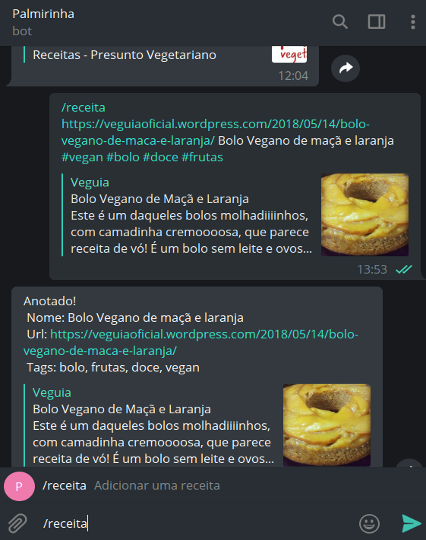 Palmirinha
bot
Receitas - Presunto Vegetariano
veget
12:04
/receita
https://veguiaoficial.wordpress.com/2018/05/14/bolo-
vegano-de-maca-e-laranja/ Bolo Vegano de maçã e laranja
#vegan #bolo #doce #frutas
Veguia
Bolo Vegano de Maçã e Laranja
Este é um daqueles bolos molhadiiiinhos,
com camadinha cremoooosa, que parece
receita de vó! É um bolo sem leite e ovos...
13:53
Anotado!
Nome: Bolo Vegano de maçã e laranja
Url: https://veguiaoficial.wordpress.com/2018/05/14/bolo-
vegano-de-maca-e-laranja/
Tags: bolo, frutas, doce, vegan
Veguia
Bolo Vegano de Maçã e Laranja
Este é um daqueles bolos molhadiiiinhos,
com camadinha cremoooosa, que parece
receita de vó! É um bolo sem leite e ovos...
P /receita Adicionar uma receita
/receita